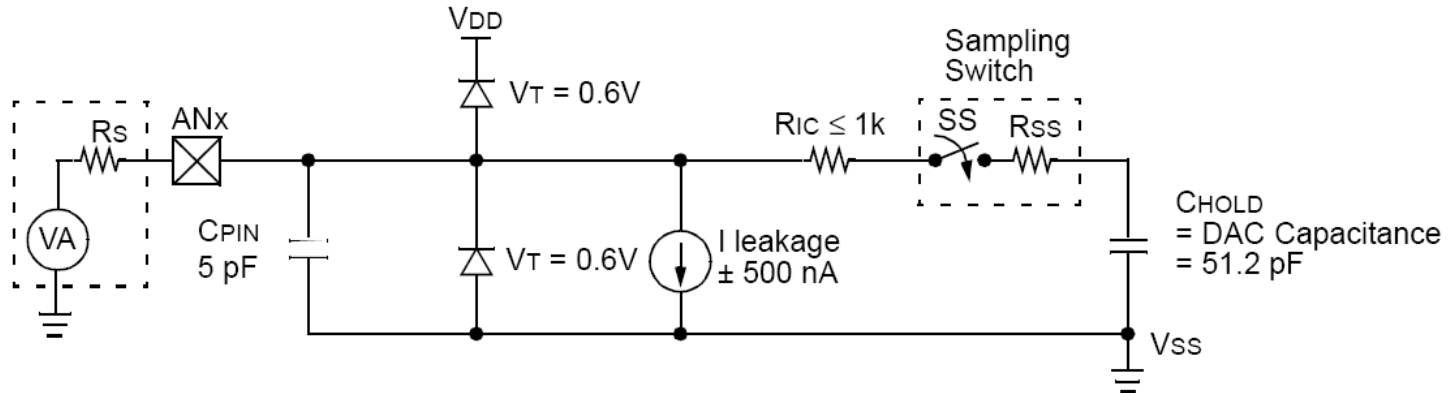 VDD
VT = 0.6V
Sampling
Switch
RS
ANx
RIC ≤ 1k
SS
RSS
VA
CPIN
5 pF
VT = 0.6V
I leakage
± 500 nA
CHOLD
= DAC Capacitance
= 51.2 pF
VSS